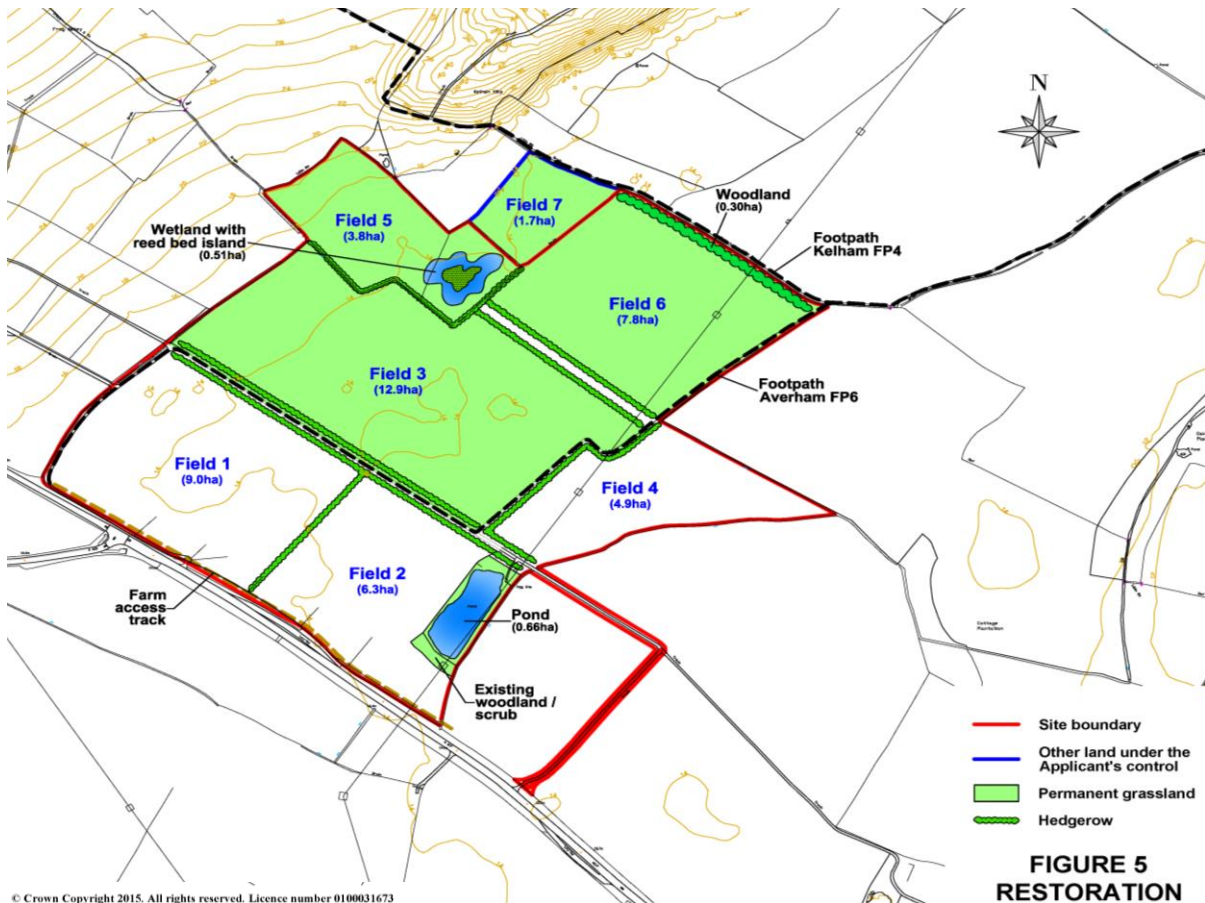 N
Woodland
(0.30ha)
Field 7
(1.7ha)
Field 5
(3.8ha)
Wetland with
reed bed island
(0.51ha)
Footpath
Kelham FP4
Field 6
(7.8ha)
Field 3
(12.9ha)
Footpath
Averham FP6
Field 1
(9.0ha)
Field 4
(4.9ha)
Field 2
(6.3ha)
Farm
access
track
Pond
(0.66ha)
Cottage
Plantation
Existing
woodland /
scrub
Site boundary
Other land under the
Applicant's control
Permanent grassland
Hedgerow
FIGURE 5
RESTORATION
© Crown Copyright 2015. All rights reserved. Licence number 0100031673